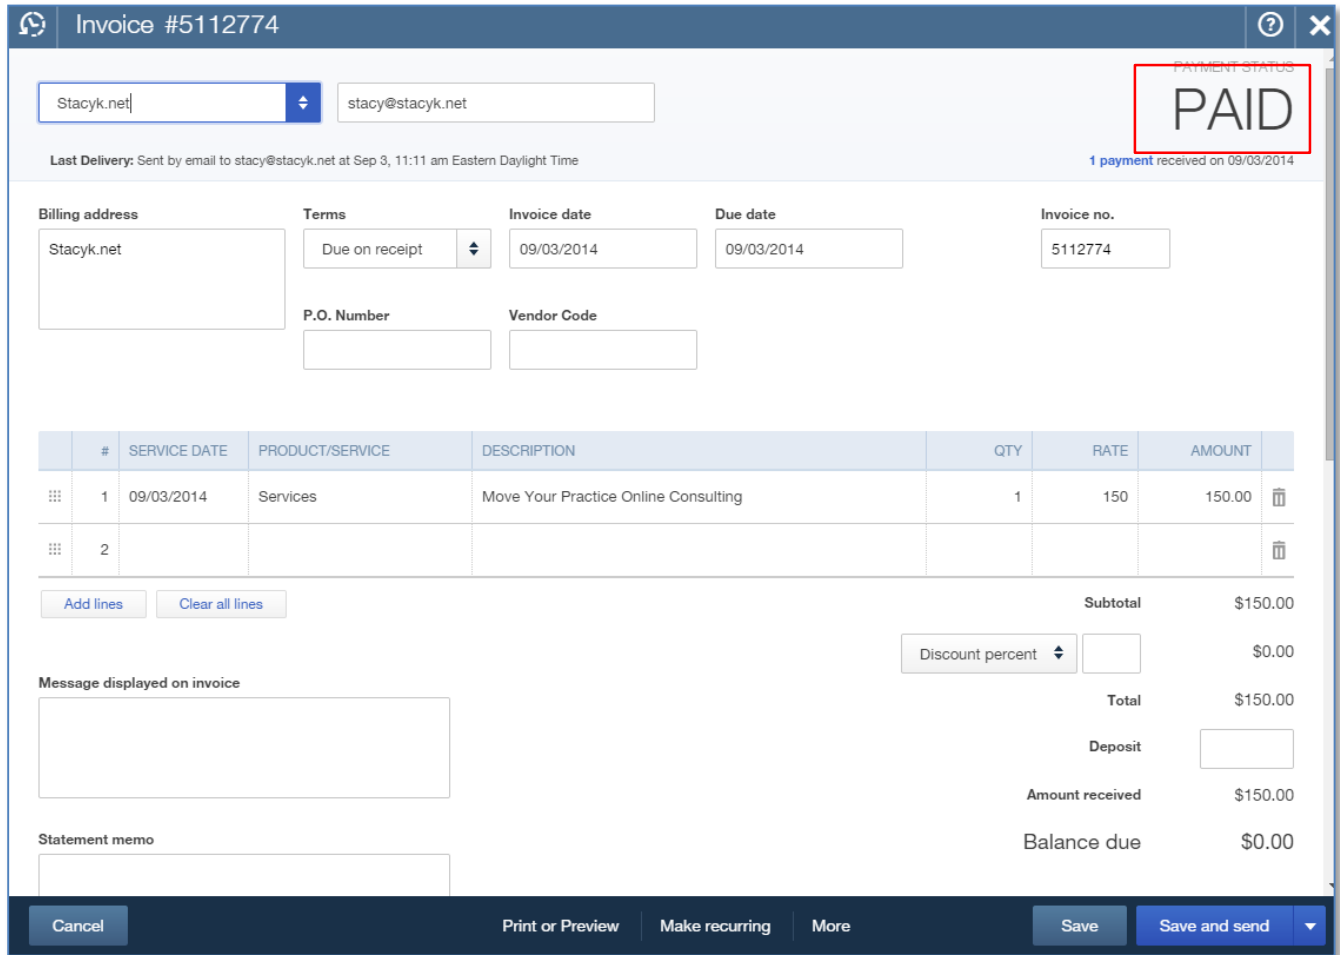 Invoice #5112774
PAYMENT STATUS
Stacyk.net stacy@stacyk.net PAID
Last Delivery: Sent by email to stacy@stacyk.net at Sep 3, 11:11 am Eastern Daylight Time 1 payment received on 09/03/2014
Billing address Terms Invoice date Due date Invoice no.
Stacyk.net Due on receipt 09/03/2014 09/03/2014 5112774
P.O. Number Vendor Code
# SERVICE DATE PRODUCT/SERVICE DESCRIPTION QTY RATE AMOUNT
1 09/03/2014 Services Move Your Practice Online Consulting 1 150 150.00
2
Add lines Clear all lines Subtotal $150.00
Discount percent $0.00
Message displayed on invoice
Total $150.00
Deposit
Amount received $150.00
Statement memo Balance due $0.00
Cancel Print or Preview Make recurring More Save Save and send